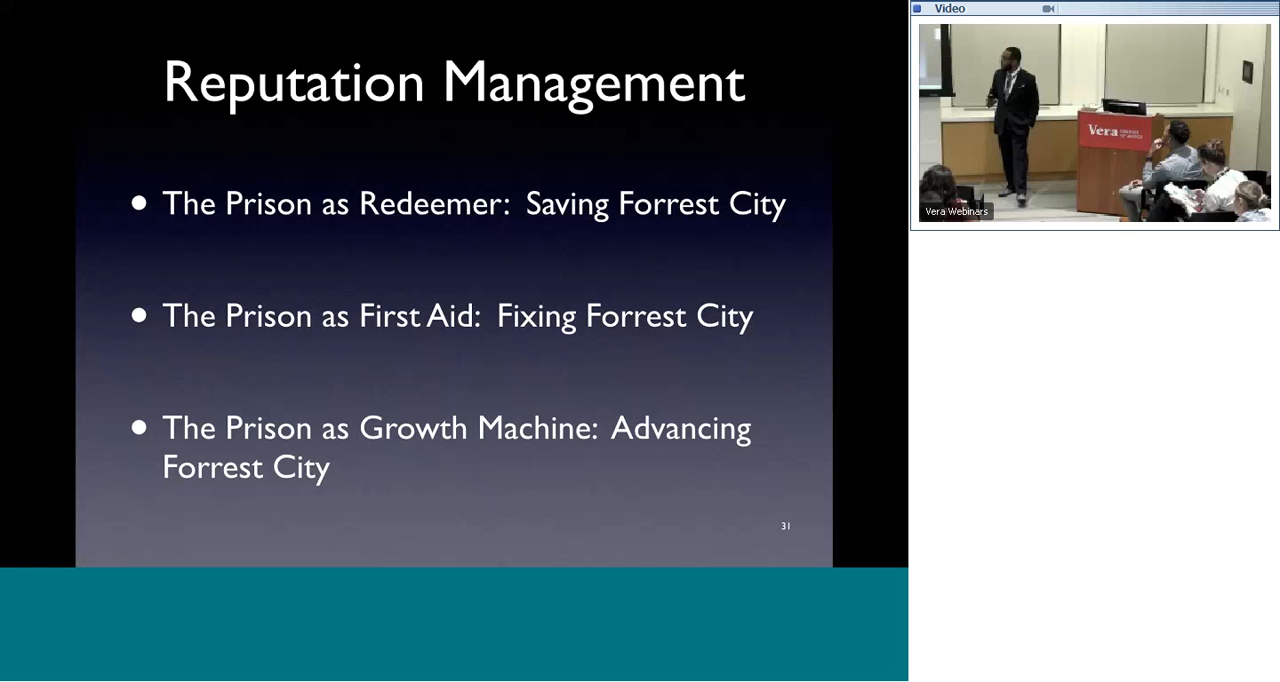 Reputation Management
• The Prison as Redeemer:  Saving Forrest City
• The Prison as First Aid:  Fixing Forrest City
• The Prison as Growth Machine:  Advancing
Forrest City
31
Video
Vera
Vera Webinars